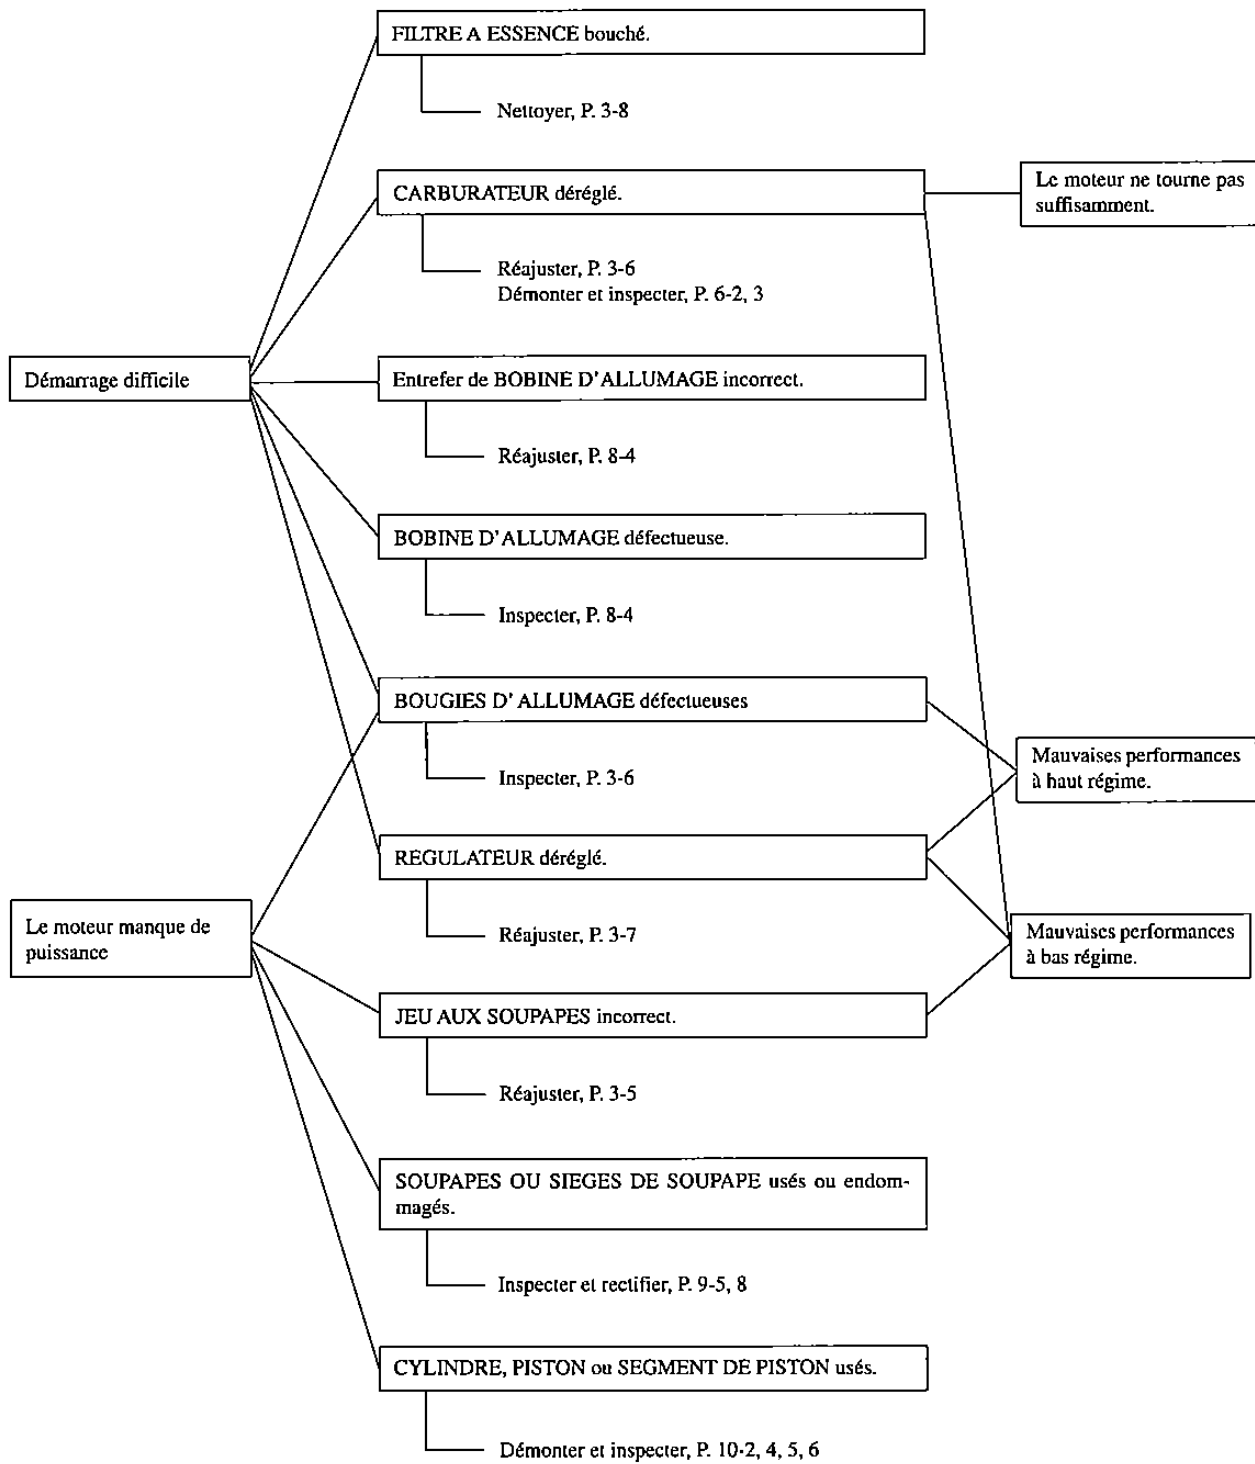 FILTRE A ESSENCE bouché.
Nettoyer, P. 3-8
CARBURATEUR déréglé.
Le moteur ne tourne pas
suffisamment.
Réajuster, P. 3-6
Démonter et inspecter, P. 6-2, 3
Démarrage difficile
Entrefer de BOBINE D'ALLUMAGE incorrect.
Réajuster, P. 8-4
BOBINE D'ALLUMAGE défectueuse.
Inspecter, P. 8-4
BOUGIES D' ALLUMAGE défectueuses
Inspecter, P. 3-6
Mauvaises performances
à haut régime.
REGULATEUR déréglé.
Réajuster, P. 3-7
Le moteur manque de
puissance
Mauvaises performances
à bas régime.
JEU AUX SOUPAPES incorrect.
Réajuster, P. 3-5
SOUPAPES OU SIEGES DE SOUPAPE usés ou endom-
magés.
Inspecter et rectifier, P. 9-5, 8
CYLINDRE, PISTON ou SEGMENT DE PISTON usés.
Démonter et inspecter, P. 10-2, 4, 5, 6